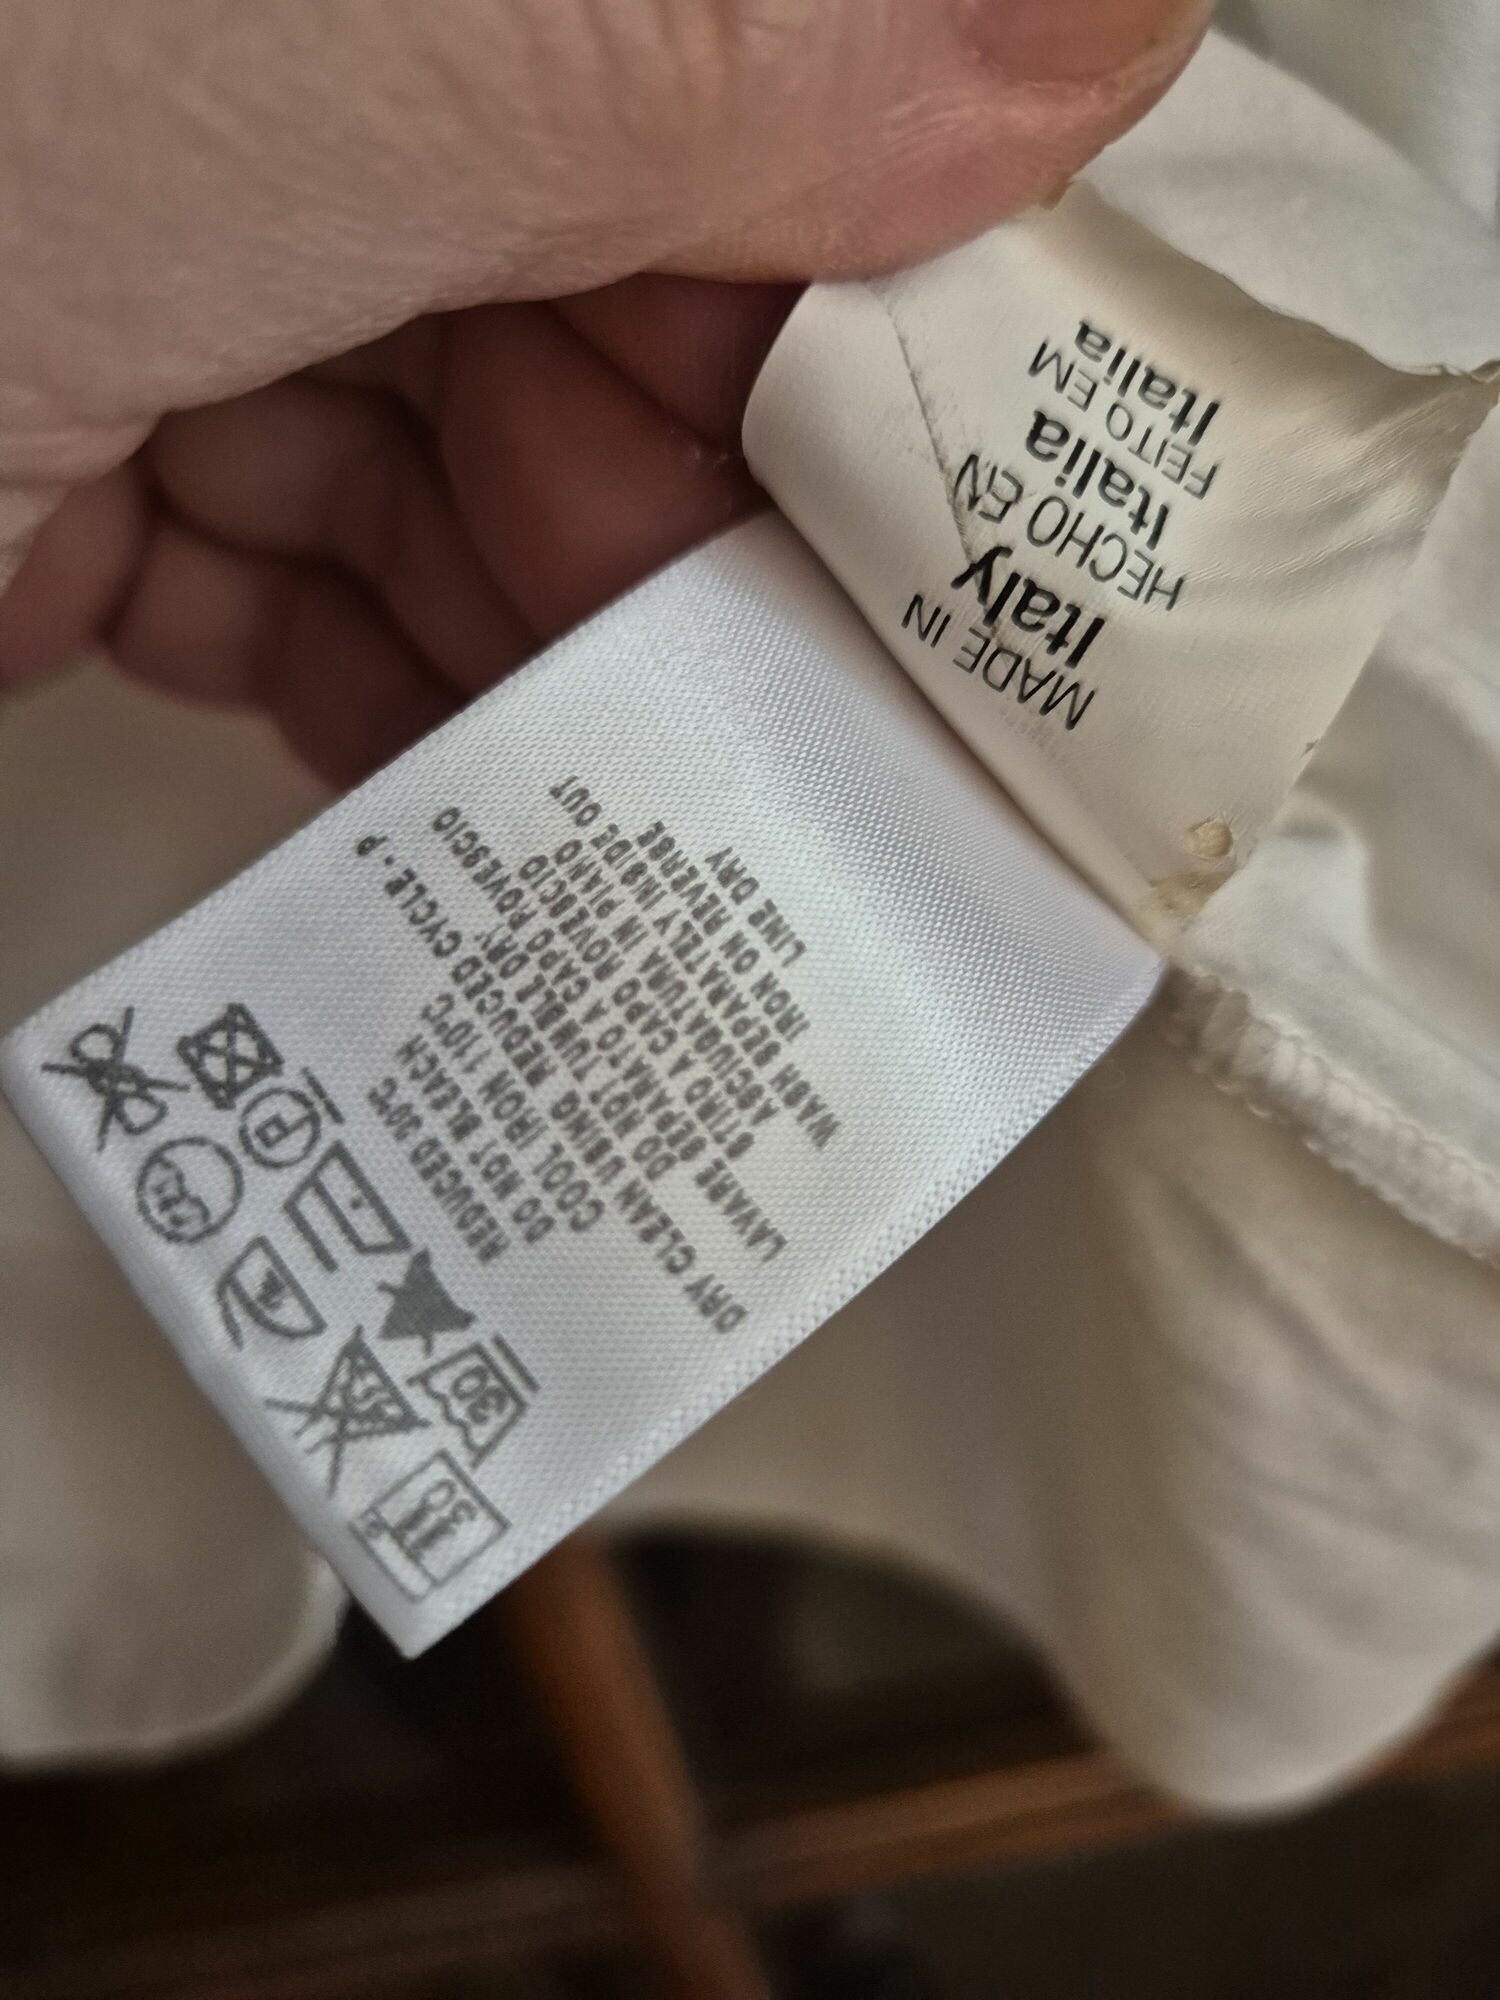 MADE IN
Italy
HECHO EN
Italia
FEITO EM
Italia
30
30
P
REDUCED 30°C
DO NOT BLEACH
COOL IRON 110°C
DRY CLEAN USING REDUCED CYCLE - P
DO NOT TUMBLE DRY
LAVARE SEPARATO A CAPO ROVESCIO
STIRO A CAPO ROVESCIO
ASCIUGATURA IN PIANO
WASH SEPARATELY INSIDE OUT
IRON ON REVERSE
LINE DRY